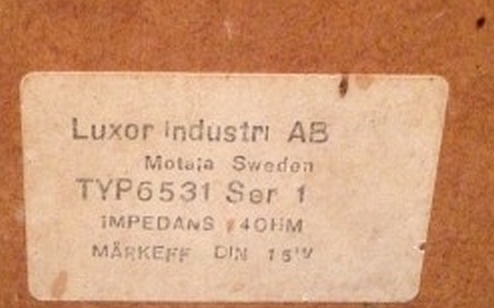 Luxor Industri AB
Motala Sweden
TYP6531 Ser 1
IMPEDANS 4OHM
MÄRKEFF DIN 15W